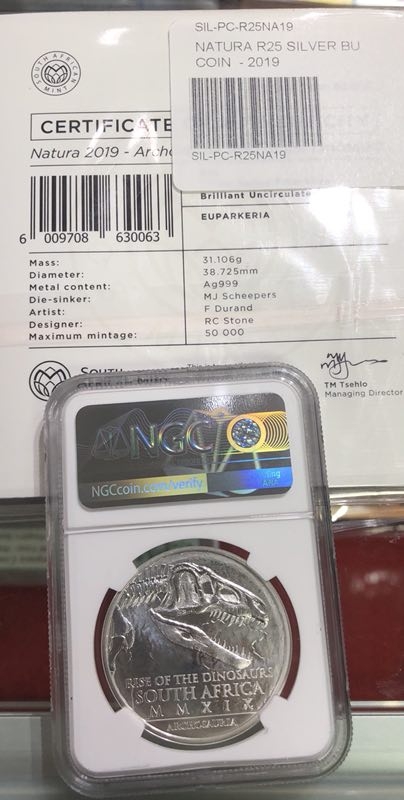 SIL-PC-R25NA19
NATURA R25 SILVER BU
COIN - 2019
SIL-PC-R25NA19
SOUTH AFRICAN
MINT
CERTIFICATE
Natura 2019 -
6 009708 630063
Brilliant
EUPARKERIA
Mass: 31.106g
Diameter: 38.725mm
Metal content: Ag999
Die-sinker: MJ Scheepers
Artist: F Durand
Designer: RC Stone
Maximum mintage: 50 000
TM Tsehlo
Managing Director
NGC
NGCcoin.com/verify
RISE OF THE DINOSAURS
SOUTH AFRICA
MMXIX
ARCHOSAURIA